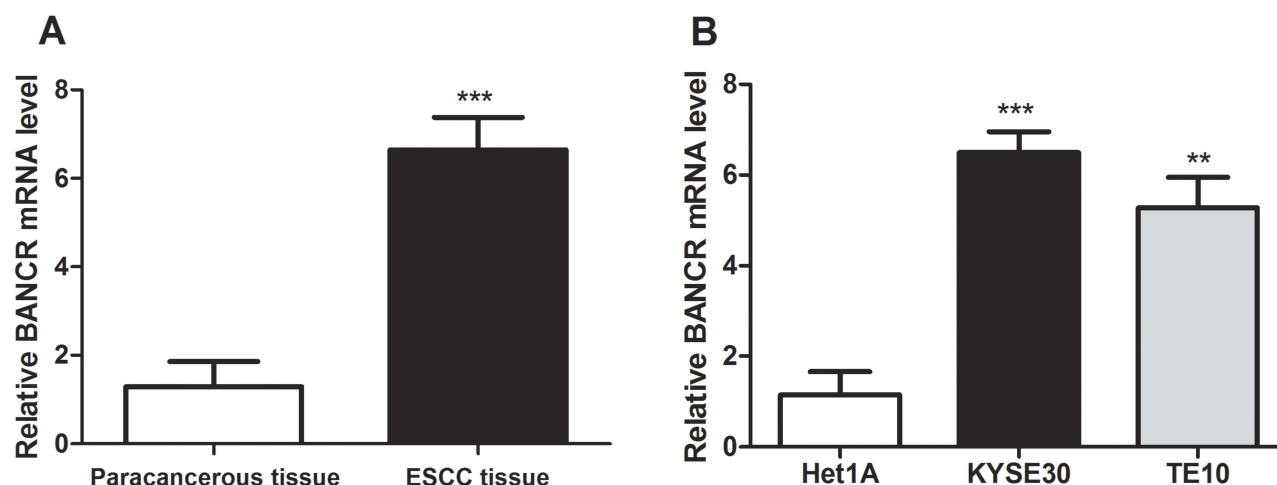 A
Relative BANCR mRNA level
8
6
4
2
0
***
Paracancerous tissue
ESCC tissue
B
Relative BANCR mRNA level
8
6
4
2
0
***
**
Het1A
KYSE30
TE10